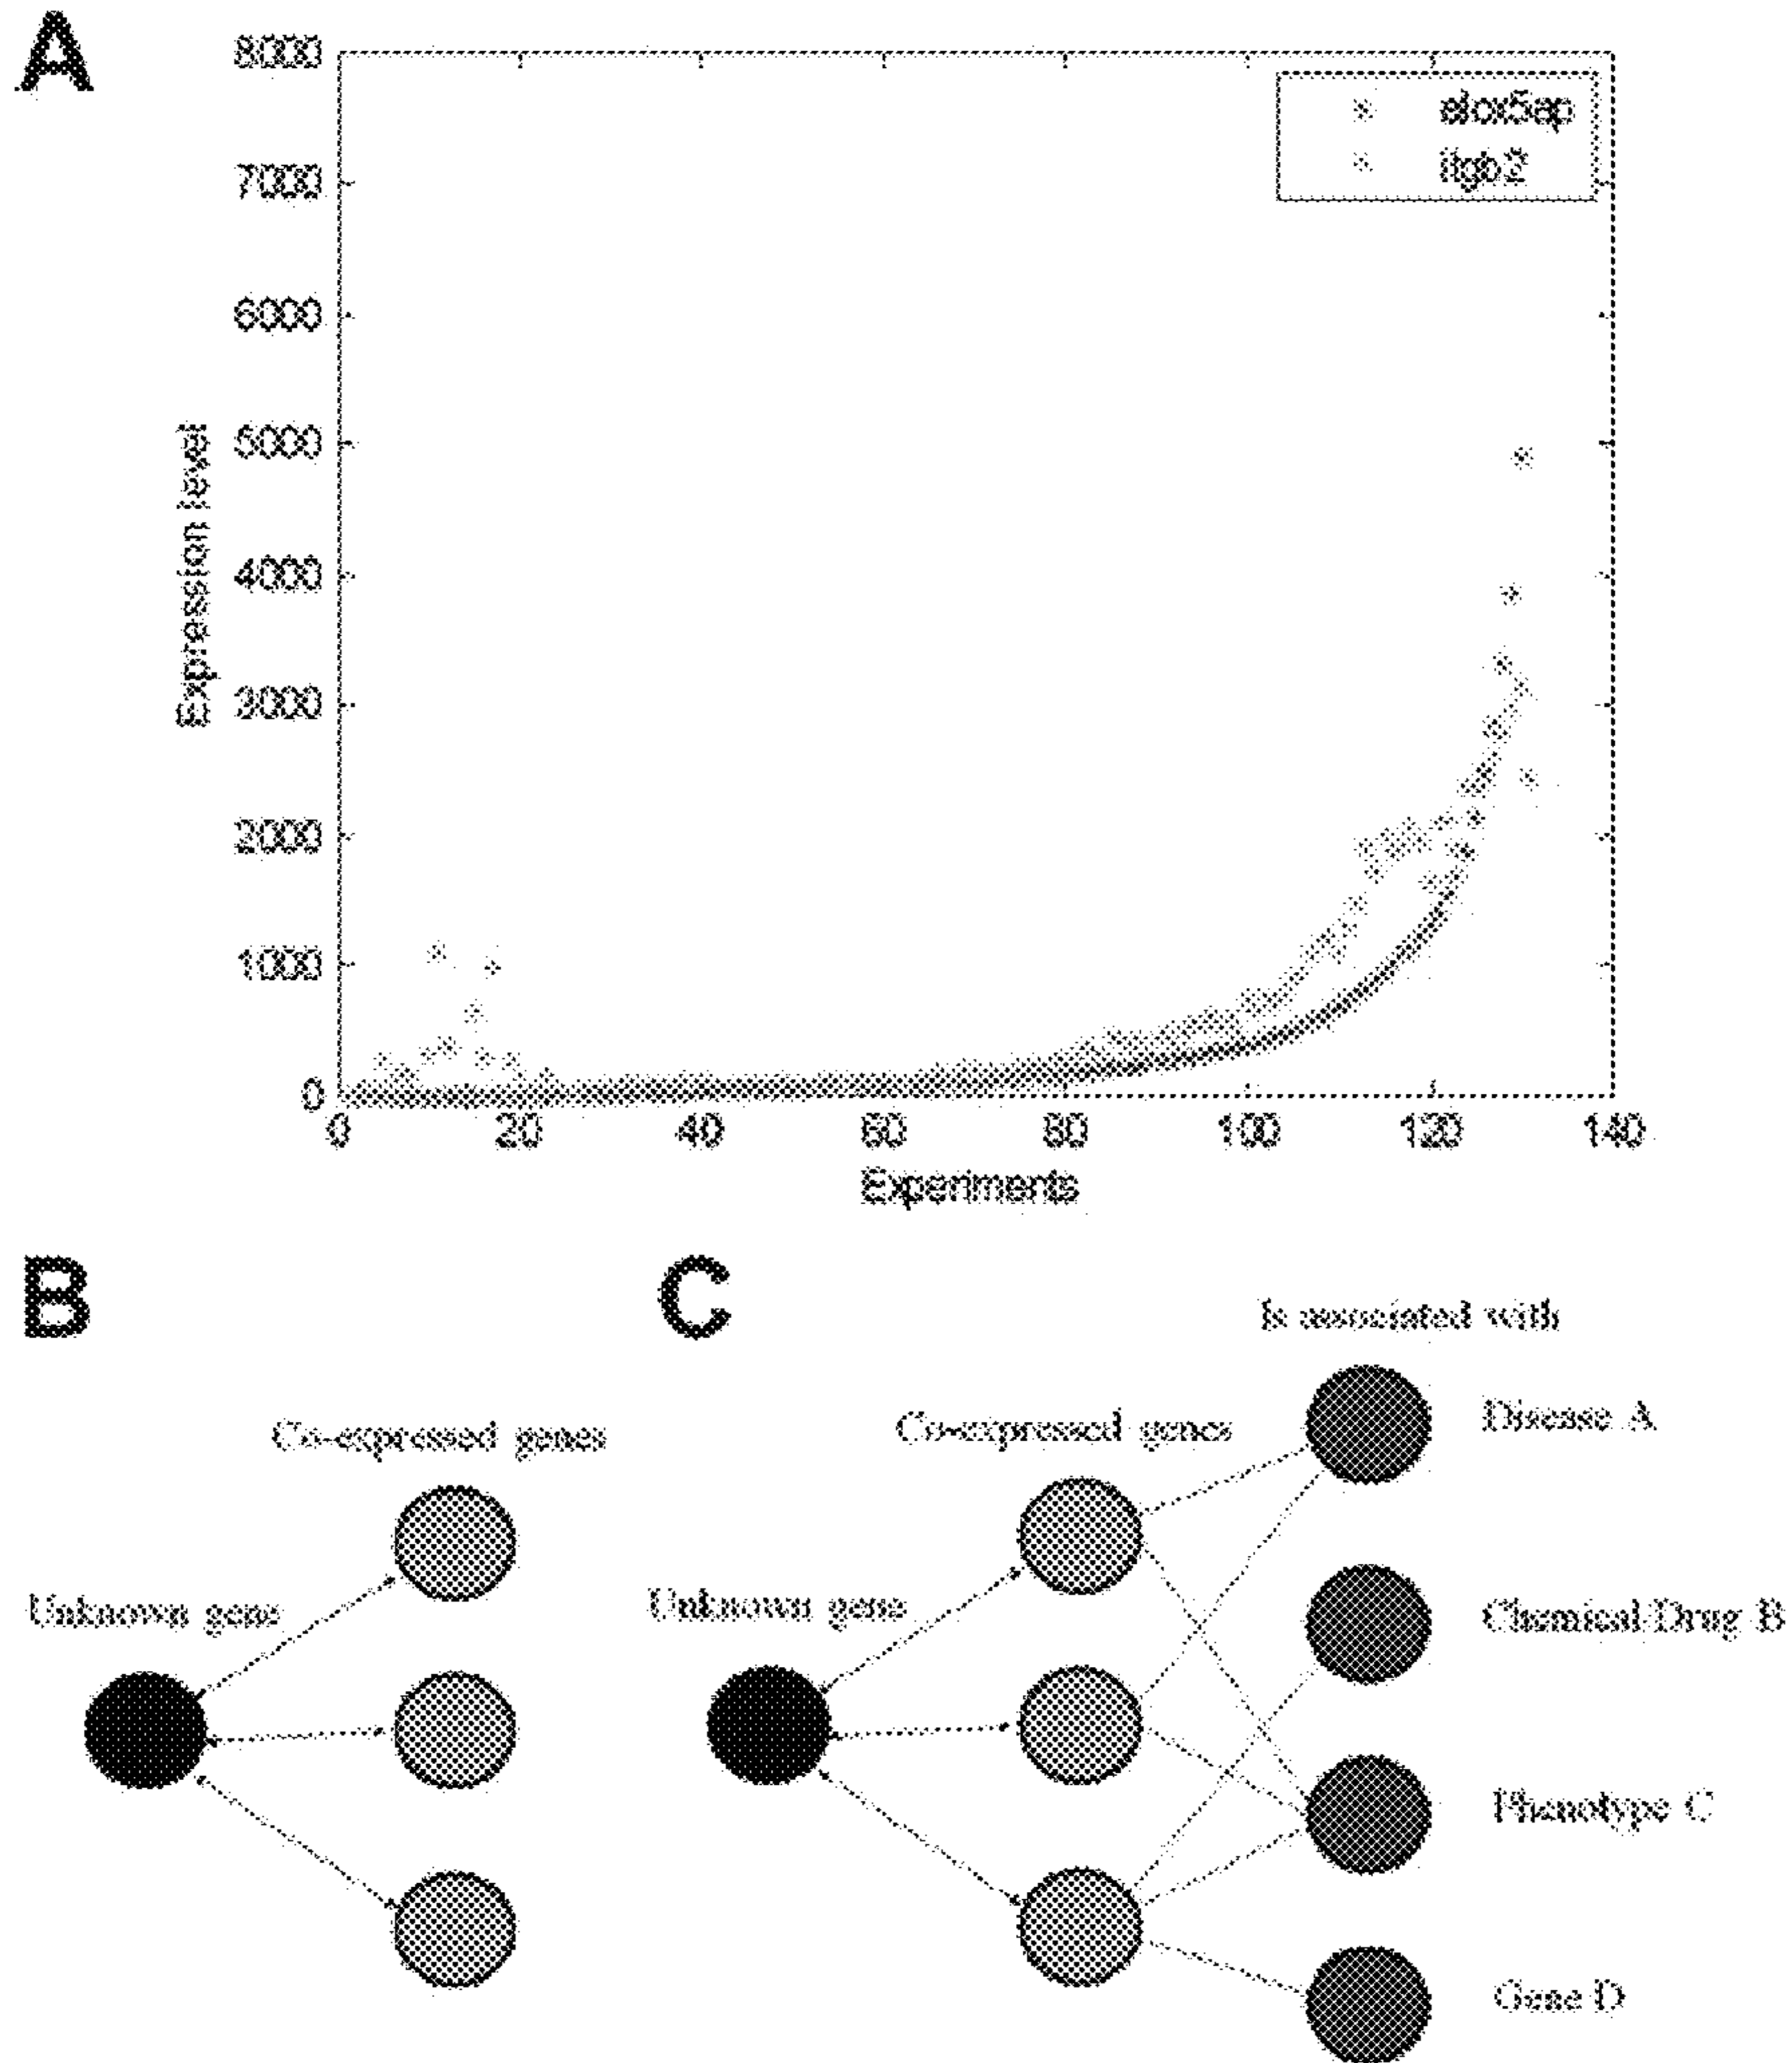 A
8000
7000
6000
5000
4000
3000
2000
1000
0
Expression level
alox5ap
itgb2
0 20 40 60 80 100 120 140
Experiments
B
C
Is associated with
Co-expressed genes
Unknown gene
Co-expressed genes
Unknown gene
Disease A
Chemical/Drug B
Phenotype C
Gene D